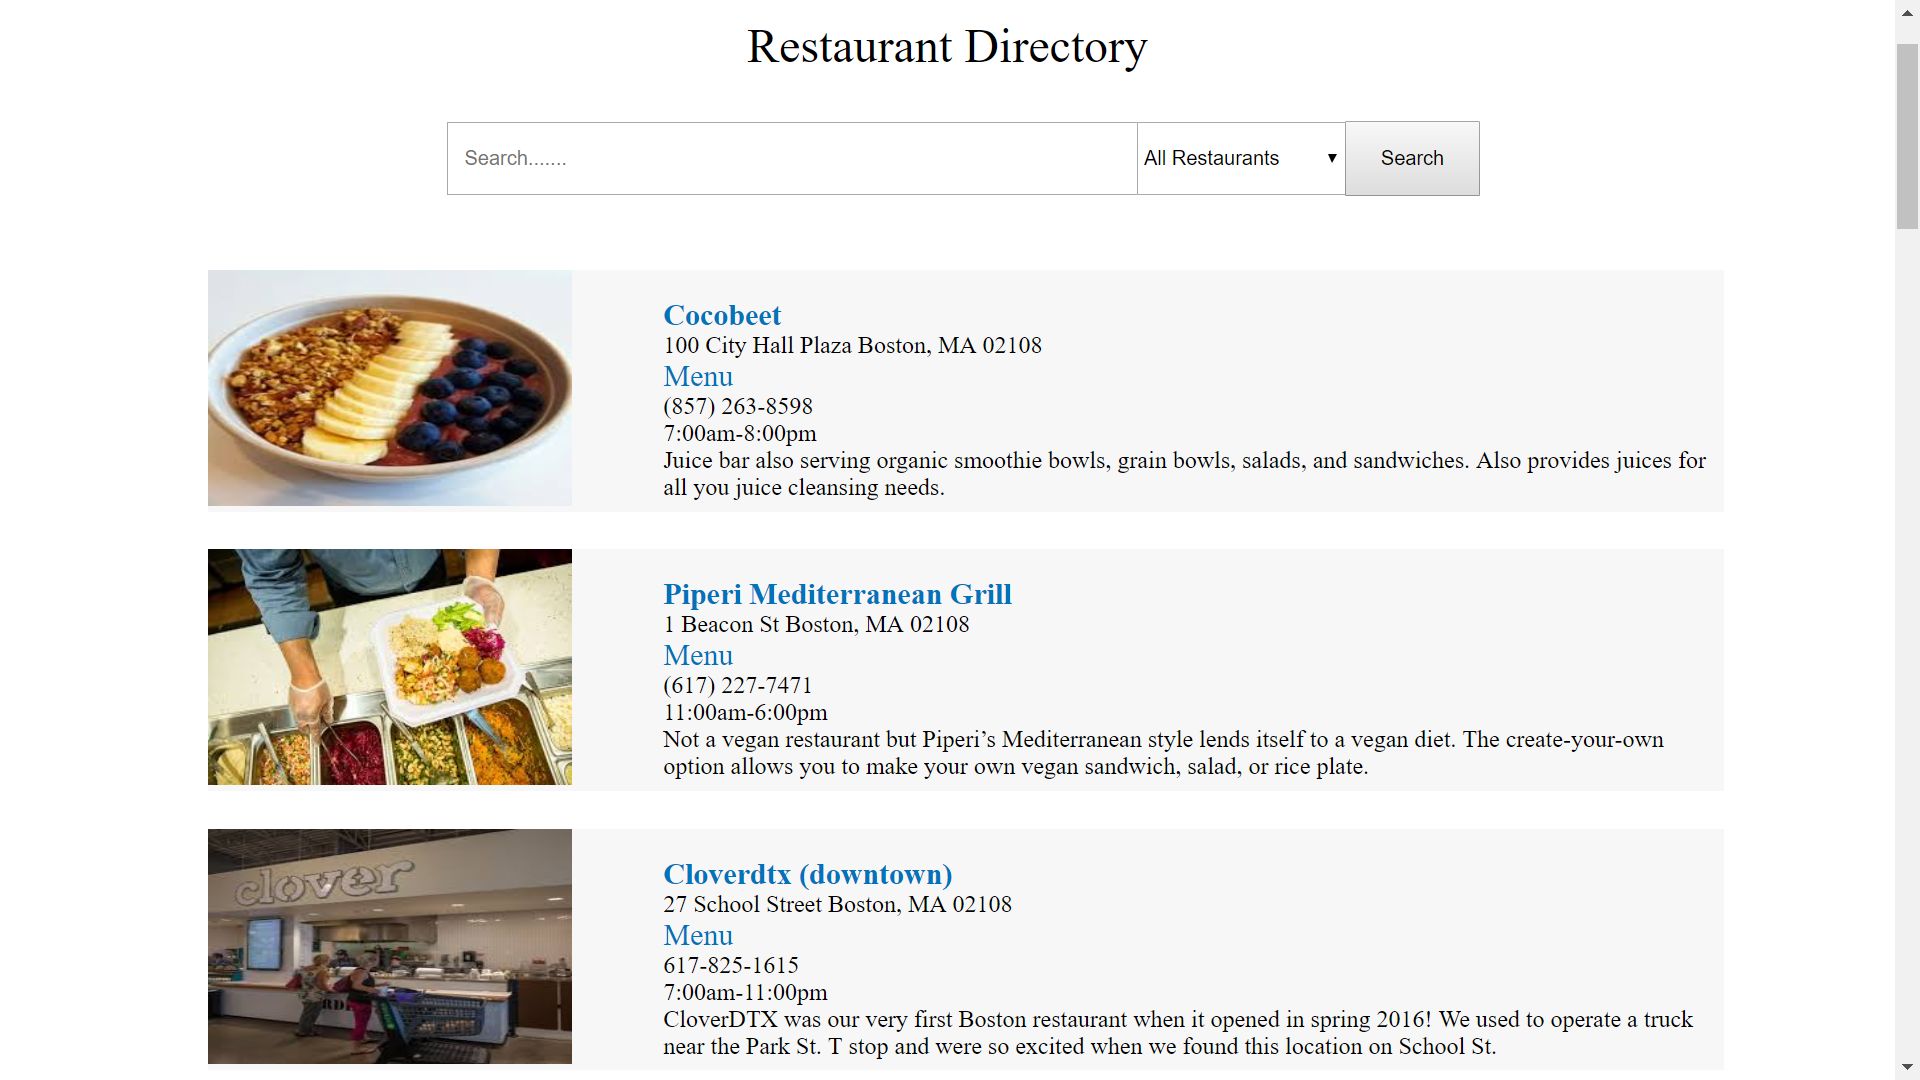 Restaurant Directory
Search.......
All Restaurants
Search
Cocobeet
100 City Hall Plaza Boston, MA 02108
Menu
(857) 263-8598
7:00am-8:00pm
Juice bar also serving organic smoothie bowls, grain bowls, salads, and sandwiches. Also provides juices for
all you juice cleansing needs.
Piperi Mediterranean Grill
1 Beacon St Boston, MA 02108
Menu
(617) 227-7471
11:00am-6:00pm
Not a vegan restaurant but Piperi’s Mediterranean style lends itself to a vegan diet. The create-your-own
option allows you to make your own vegan sandwich, salad, or rice plate.
clover
Cloverdtx (downtown)
27 School Street Boston, MA 02108
Menu
617-825-1615
7:00am-11:00pm
CloverDTX was our very first Boston restaurant when it opened in spring 2016! We used to operate a truck
near the Park St. T stop and were so excited when we found this location on School St.